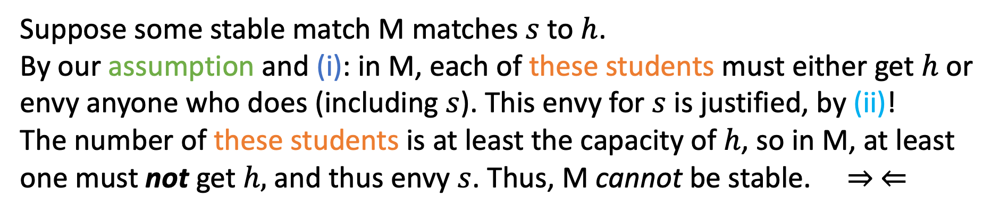 Suppose some stable match M matches s to h.
By our assumption and (i): in M, each of these students must either get h or
envy anyone who does (including s). This envy for s is justified, by (ii)!
The number of these students is at least the capacity of h, so in M, at least
one must not get h, and thus envy s. Thus, M cannot be stable. ⇒⇐